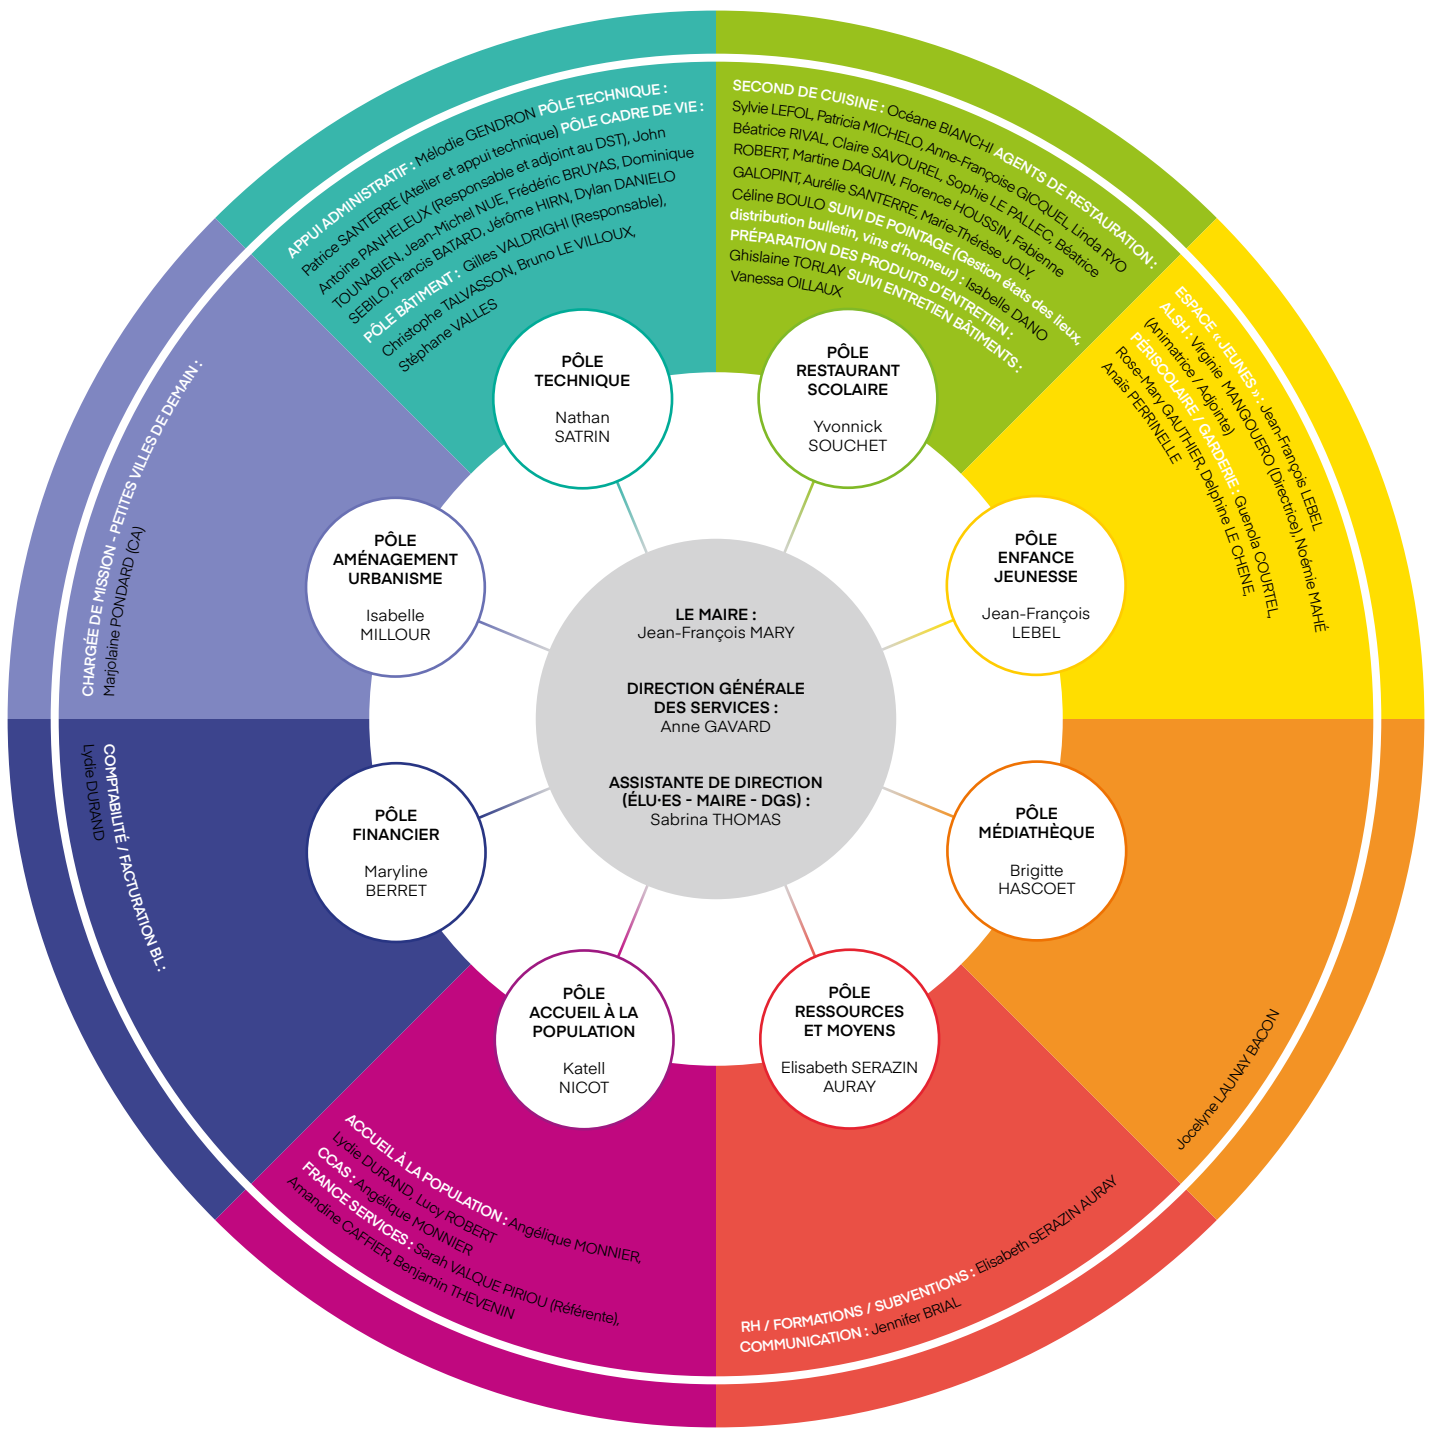 LE MAIRE :
Jean-François MARY
DIRECTION GÉNÉRALE
DES SERVICES :
Anne GAVARD
ASSISTANTE DE DIRECTION
(ÉLU·ES - MAIRE - DGS) :
Sabrina THOMAS
PÔLE
TECHNIQUE
Nathan
SATRIN
APPUI ADMINISTRATIF : Mélodie GENDRON PÔLE TECHNIQUE :
Patrice SANTERRE (Atelier et appui technique) PÔLE CADRE DE VIE :
Antoine PANHELEUX (Responsable et adjoint au DST), John
TOUNABIEN, Jean-Michel NUE, Frédéric BRUYAS, Dominique
SEBILO, Francis BATARD, Jérôme HIRN, Dylan DANIELO
PÔLE BÂTIMENT : Gilles VALDRIGHI (Responsable),
Christophe TALVASSON, Bruno LE VILLOUX,
Stéphane VALLES
PÔLE
RESTAURANT
SCOLAIRE
Yvonnick
SOUCHET
SECOND DE CUISINE : Océane BIANCHI AGENTS DE RESTAURATION :
Sylvie LEFOL, Patricia MICHELO, Anne-Françoise GICQUEL, Linda RYO
Béatrice RIVAL, Claire SAVOUREL, Sophie LE PALLEC, Béatrice
ROBERT, Martine DAGUIN, Florence HOUSSIN, Fabienne
GALOPINT, Aurélie SANTERRE, Marie-Thérèse JOLY,
Céline BOULO SUIVI DE POINTAGE (Gestion états des lieux,
distribution bulletin, vins d'honneur) : Isabelle DANO
PRÉPARATION DES PRODUITS D'ENTRETIEN :
Ghislaine TORLAY SUIVI ENTRETIEN BÂTIMENTS :
Vanessa OILLAUX
PÔLE
ENFANCE
JEUNESSE
Jean-François
LEBEL
ESPACE « JEUNES » : Jean-François LEBEL
ALSH : Virginie MANGOUERO (Directrice), Noémie MAHÉ
(Animatrice / Adjointe)
PÉRISCOLAIRE / GARDERIE : Guenola COURTEL,
Rose-Mary GAUTHIER, Delphine LE CHENE,
Anaïs PERRINELLE
PÔLE
MÉDIATHÈQUE
Brigitte
HASCOET
Jocelyne LAUNAY BACON
PÔLE
RESSOURCES
ET MOYENS
Elisabeth SERAZIN
AURAY
RH / FORMATIONS / SUBVENTIONS : Elisabeth SERAZIN AURAY
COMMUNICATION : Jennifer BRIAL
PÔLE
ACCUEIL À LA
POPULATION
Katell
NICOT
ACCUEIL À LA POPULATION : Angélique MONNIER,
Lydie DURAND, Lucy ROBERT
CCAS : Angélique MONNIER
FRANCE SERVICES : Sarah VALQUE PIRIOU (Référente),
Amandine CAFFIER, Benjamin THEVENIN
PÔLE
FINANCIER
Maryline
BERRET
COMPTABILITÉ / FACTURATION BL :
Lydie DURAND
PÔLE
AMÉNAGEMENT
URBANISME
Isabelle
MILLOUR
CHARGÉE DE MISSION - PETITES VILLES DE DEMAIN :
Marjolaine PONDARD (CA)